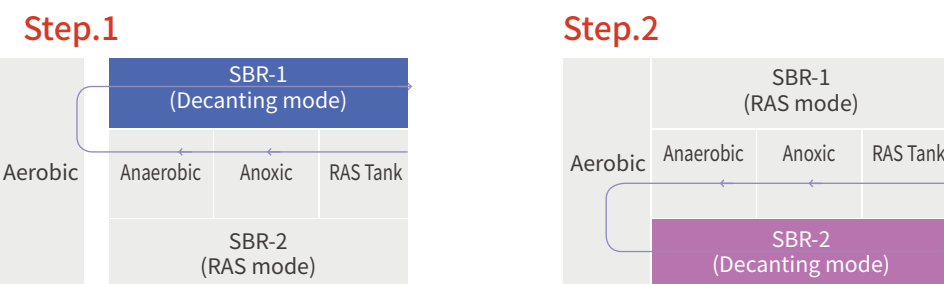 Step.1
SBR-1
(Decanting mode)
Aerobic
Anaerobic
Anoxic
RAS Tank
SBR-2
(RAS mode)
Step.2
SBR-1
(RAS mode)
Aerobic
Anaerobic
Anoxic
RAS Tank
SBR-2
(Decanting mode)